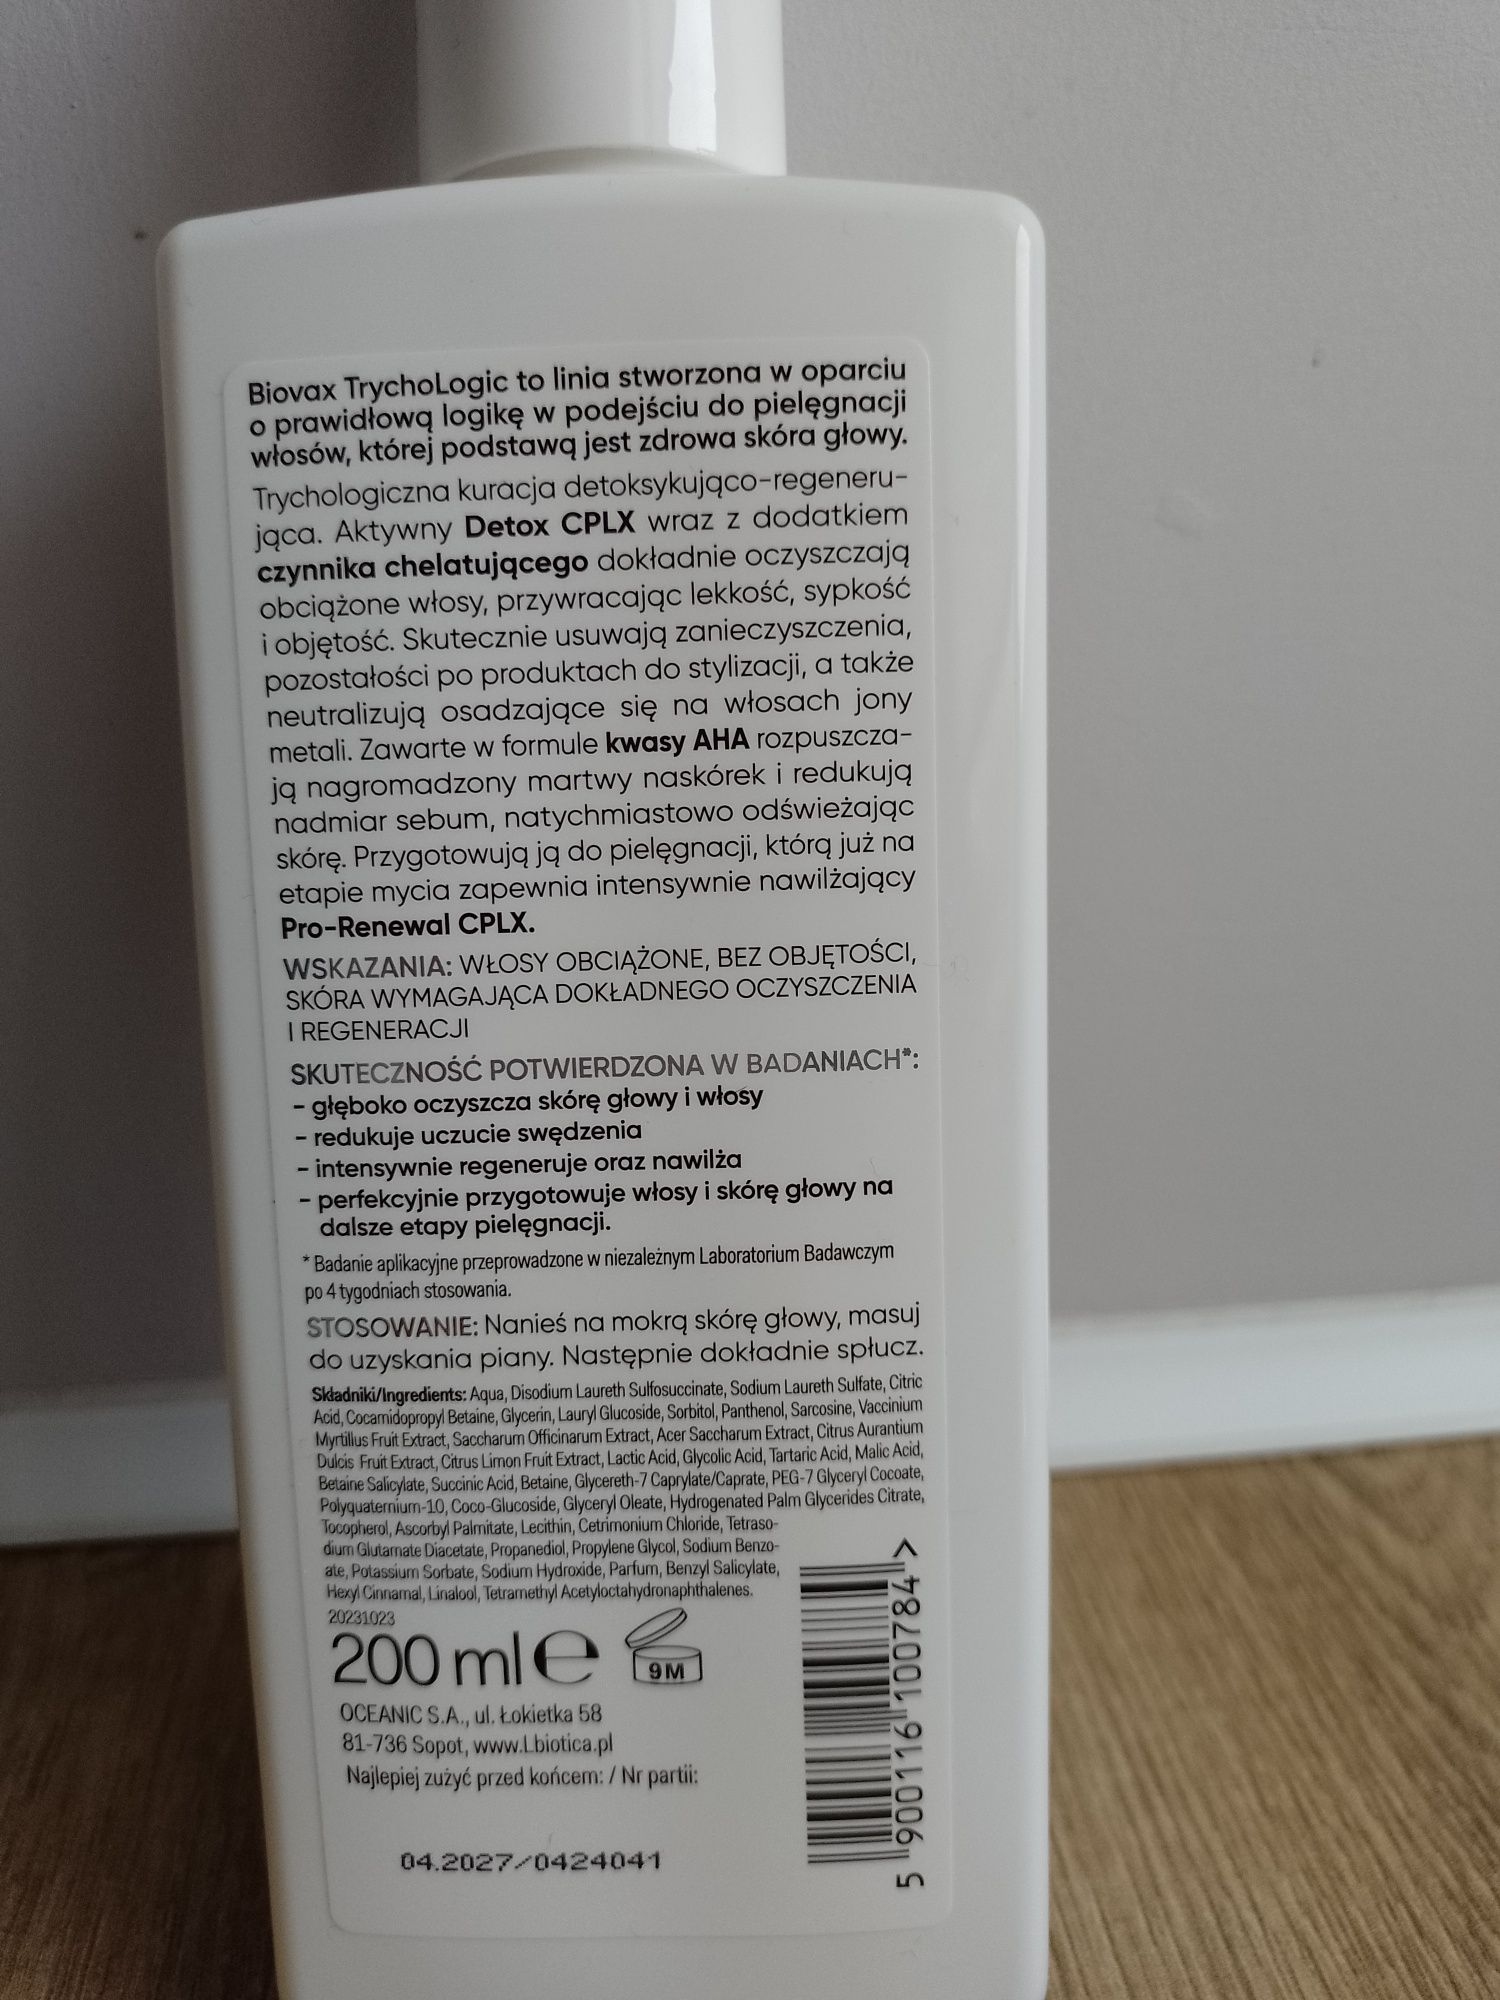 Biovax TrychoLogic to linia stworzona w oparciu
o prawidłową logikę w podejściu do pielęgnacji
włosów, której podstawą jest zdrowa skóra głowy.
Trychologiczna kuracja detoksykująco-regeneru-
jąca. Aktywny Detox CPLX wraz z dodatkiem
czynnika chelatującego dokładnie oczyszczają
obciążone włosy, przywracając lekkość, sypkość
i objętość. Skutecznie usuwają zanieczyszczenia,
pozostałości po produktach do stylizacji, a także
neutralizują osadzające się na włosach jony
metali. Zawarte w formule kwasy AHA rozpuszcza-
ją nagromadzony martwy naskórek i redukują
nadmiar sebum, natychmiastowo odświeżając
skórę. Przygotowują ją do pielęgnacji, którą już na
etapie mycia zapewnia intensywnie nawilżający
Pro-Renewal CPLX.
WSKAZANIA: WŁOSY OBCIĄŻONE, BEZ OBJĘTOŚCI,
SKÓRA WYMAGAJĄCA DOKŁADNEGO OCZYSZCZENIA
I REGENERACJI
SKUTECZNOŚĆ POTWIERDZONA W BADANIACH*:
- głęboko oczyszcza skórę głowy i włosy
- redukuje uczucie swędzenia
- intensywnie regeneruje oraz nawilża
- perfekcyjnie przygotowuje włosy i skórę głowy na
dalsze etapy pielęgnacji.
* Badanie aplikacyjne przeprowadzone w niezależnym Laboratorium Badawczym
po 4 tygodniach stosowania.
STOSOWANIE: Nanieś na mokrą skórę głowy, masuj
do uzyskania piany. Następnie dokładnie spłucz.
Składniki/Ingredients: Aqua, Disodium Laureth Sulfosuccinate, Sodium Laureth Sulfate, Citric
Acid, Cocamidopropyl Betaine, Glycerin, Lauryl Glucoside, Sorbitol, Panthenol, Sarcosine, Vaccinium
Myrtillus Fruit Extract, Saccharum Officinarum Extract, Acer Saccharum Extract, Citrus Aurantium
Dulcis Fruit Extract, Citrus Limon Fruit Extract, Lactic Acid, Glycolic Acid, Tartaric Acid, Malic Acid,
Betaine Salicylate, Succinic Acid, Betaine, Glycereth-7 Caprylate/Caprate, PEG-7 Glyceryl Cocoate,
Polyquaternium-10, Coco-Glucoside, Glyceryl Oleate, Hydrogenated Palm Glycerides Citrate,
Tocopherol, Ascorbyl Palmitate, Lecithin, Cetrimonium Chloride, Tetraso-
dium Glutamate Diacetate, Propanediol, Propylene Glycol, Sodium Benzo-
ate, Potassium Sorbate, Sodium Hydroxide, Parfum, Benzyl Salicylate,
Hexyl Cinnamal, Linalool, Tetramethyl Acetyloctahydronaphthalenes.
20231023
200 ml e
9M
OCEANIC S.A., ul. Łokietka 58
81-736 Sopot, www.Lbiotica.pl
Najlepiej zużyć przed końcem: / Nr partii:
04.2027/0424041
5 900116 100784 >